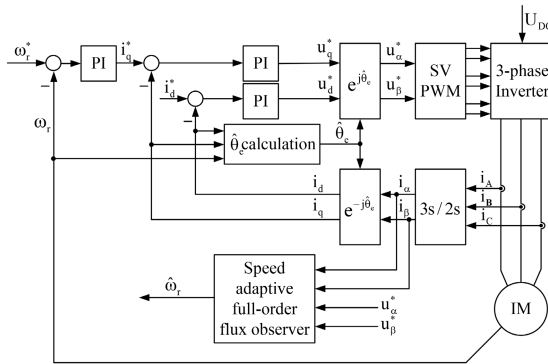 U_DC
ω_r^* PI i_q^* PI u_q^* e^{jθ̂_e} u_α^* SV PWM 3-phase Inverter
i_d^* PI u_d^* u_β^*
ω_r θ̂_e calculation θ̂_e
i_d e^{-jθ̂_e} i_α 3s/2s i_A
i_q i_β i_B
i_C
ω̂_r Speed adaptive full-order flux observer u_α^* IM
u_β^*